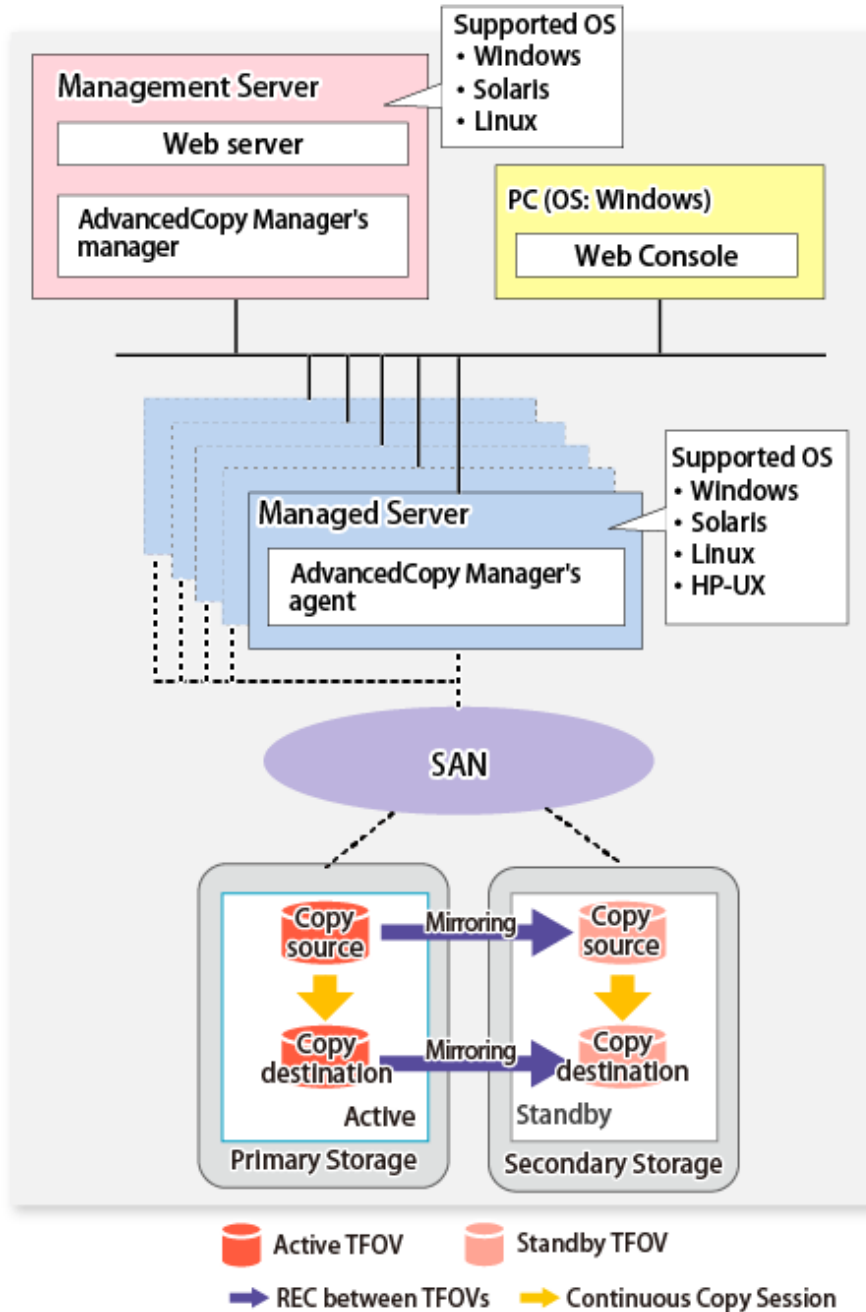 Supported OS
・Windows
・Solaris
・Linux
Management Server
Web server
AdvancedCopy Manager's
manager
PC (OS: Windows)
Web Console
Supported OS
・Windows
・Solaris
・Linux
・HP-UX
Managed Server
AdvancedCopy Manager's
agent
SAN
Copy
source
Mirroring
Copy
source
Copy
destination
Mirroring
Copy
destination
Active
Standby
Primary Storage
Secondary Storage
Active TFOV
Standby TFOV
REC between TFOVs
Continuous Copy Session